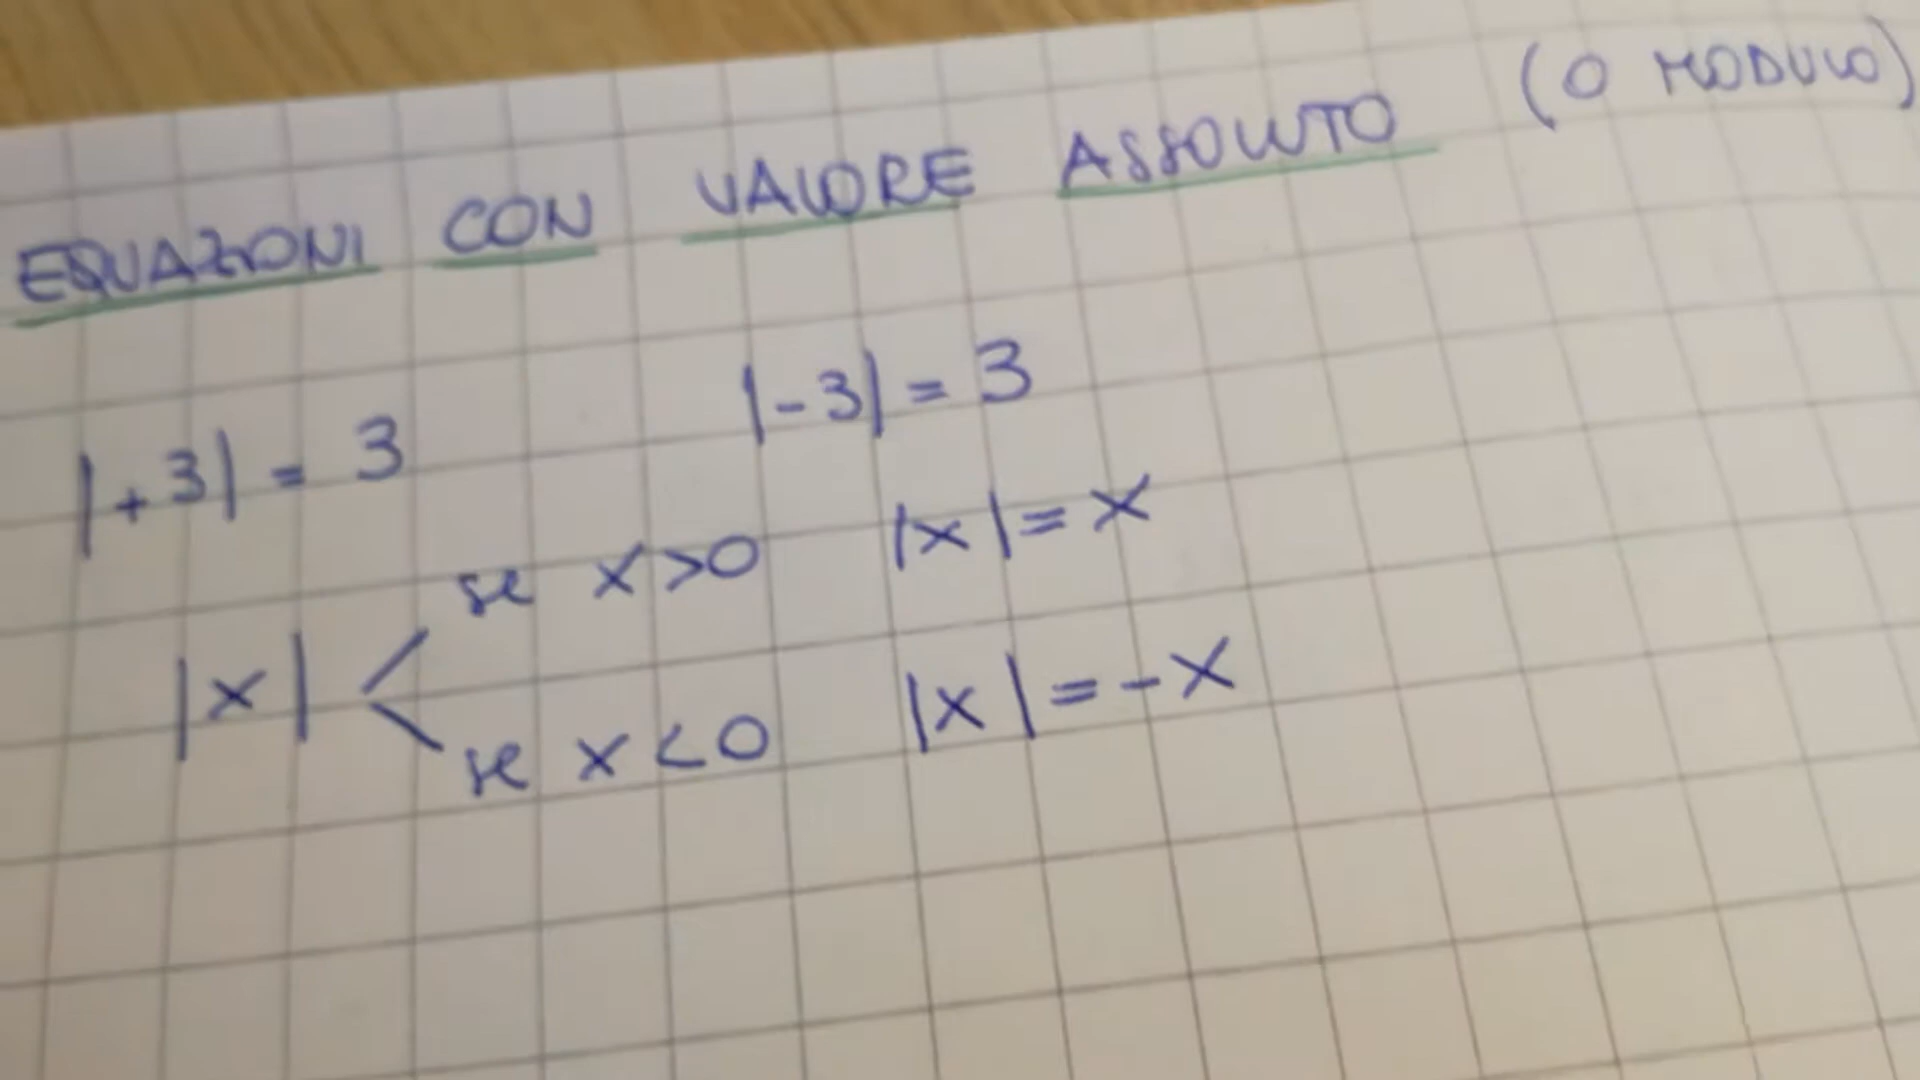 EQUAZIONI CON VALORE ASSOLUTO (O MODULO)
|+3| = 3 |-3| = 3
se x>0 |x| = x
|x|
se x<0 |x| = -x